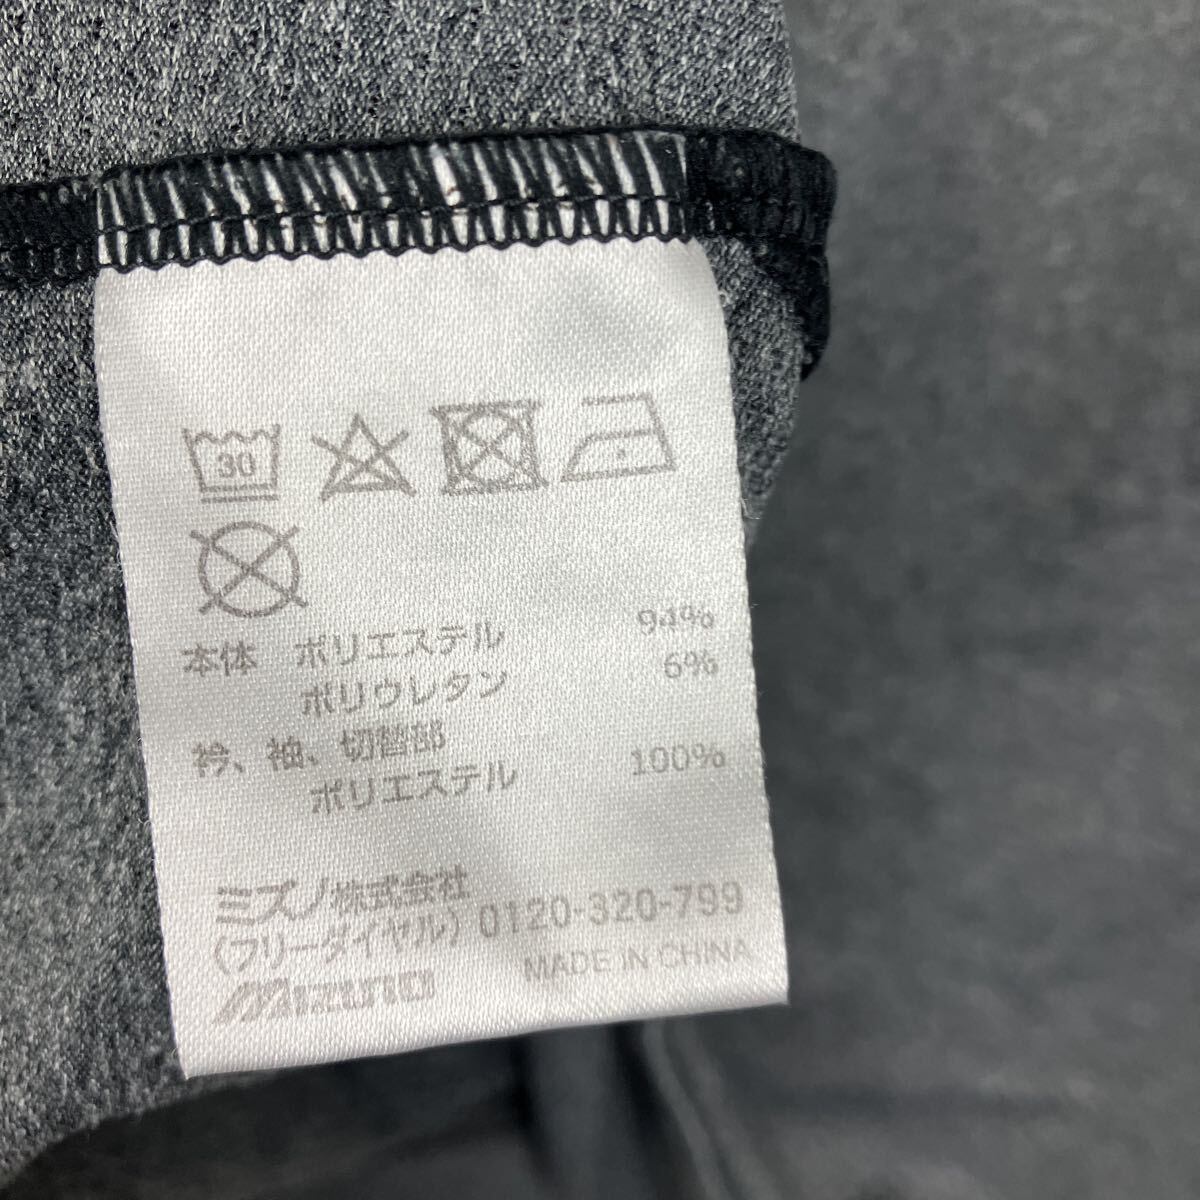 30
本体 ポリエステル 94%
ポリウレタン 6%
衿、袖、切替部
ポリエステル 100%
ミズノ株式会社
(フリーダイヤル) 0120-320-799
MIZUNO MADE IN CHINA